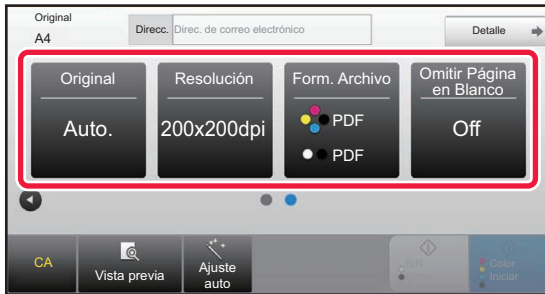 Original
A4
Direcc. Direc. de correo electrónico
Detalle
Original
Auto.
Resolución
200x200dpi
Form. Archivo
PDF
PDF
Omitir Página
en Blanco
Off
CA
Vista previa
Ajuste
auto
B/N
Iniciar
Color
Iniciar